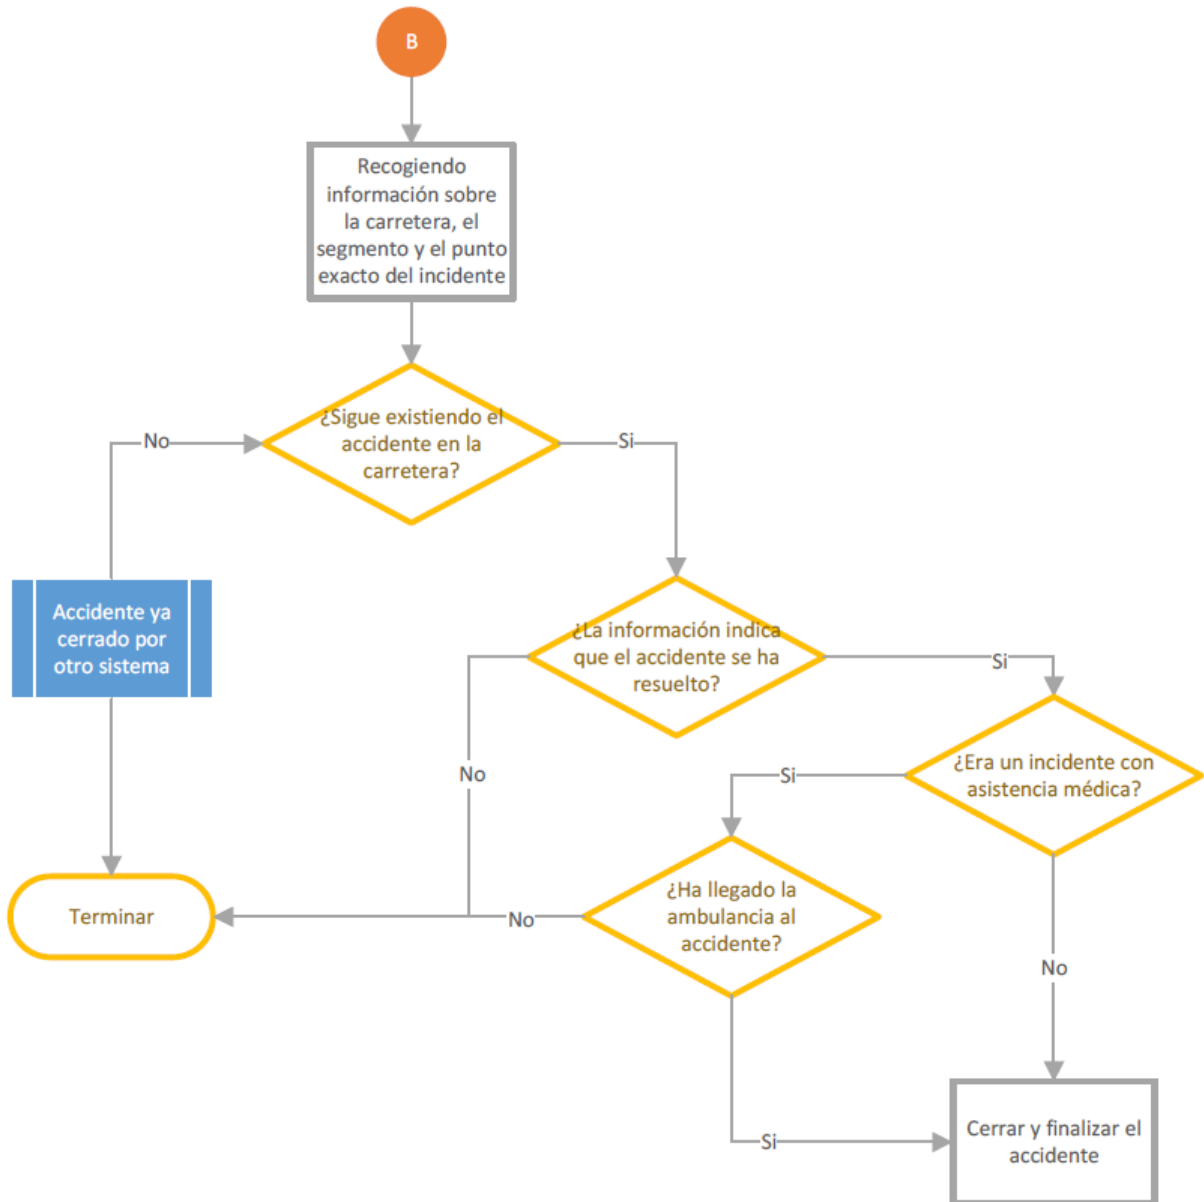 B
Recogiendo
información sobre
la carretera, el
segmento y el punto
exacto del incidente
¿Sigue existiendo el
accidente en la
carretera?
No
Si
Accidente ya
cerrado por
otro sistema
¿La información indica
que el accidente se ha
resuelto?
Si
No
¿Era un incidente con
asistencia médica?
Si
¿Ha llegado la
ambulancia al
accidente?
Terminar
No
No
Si
Cerrar y finalizar el
accidente